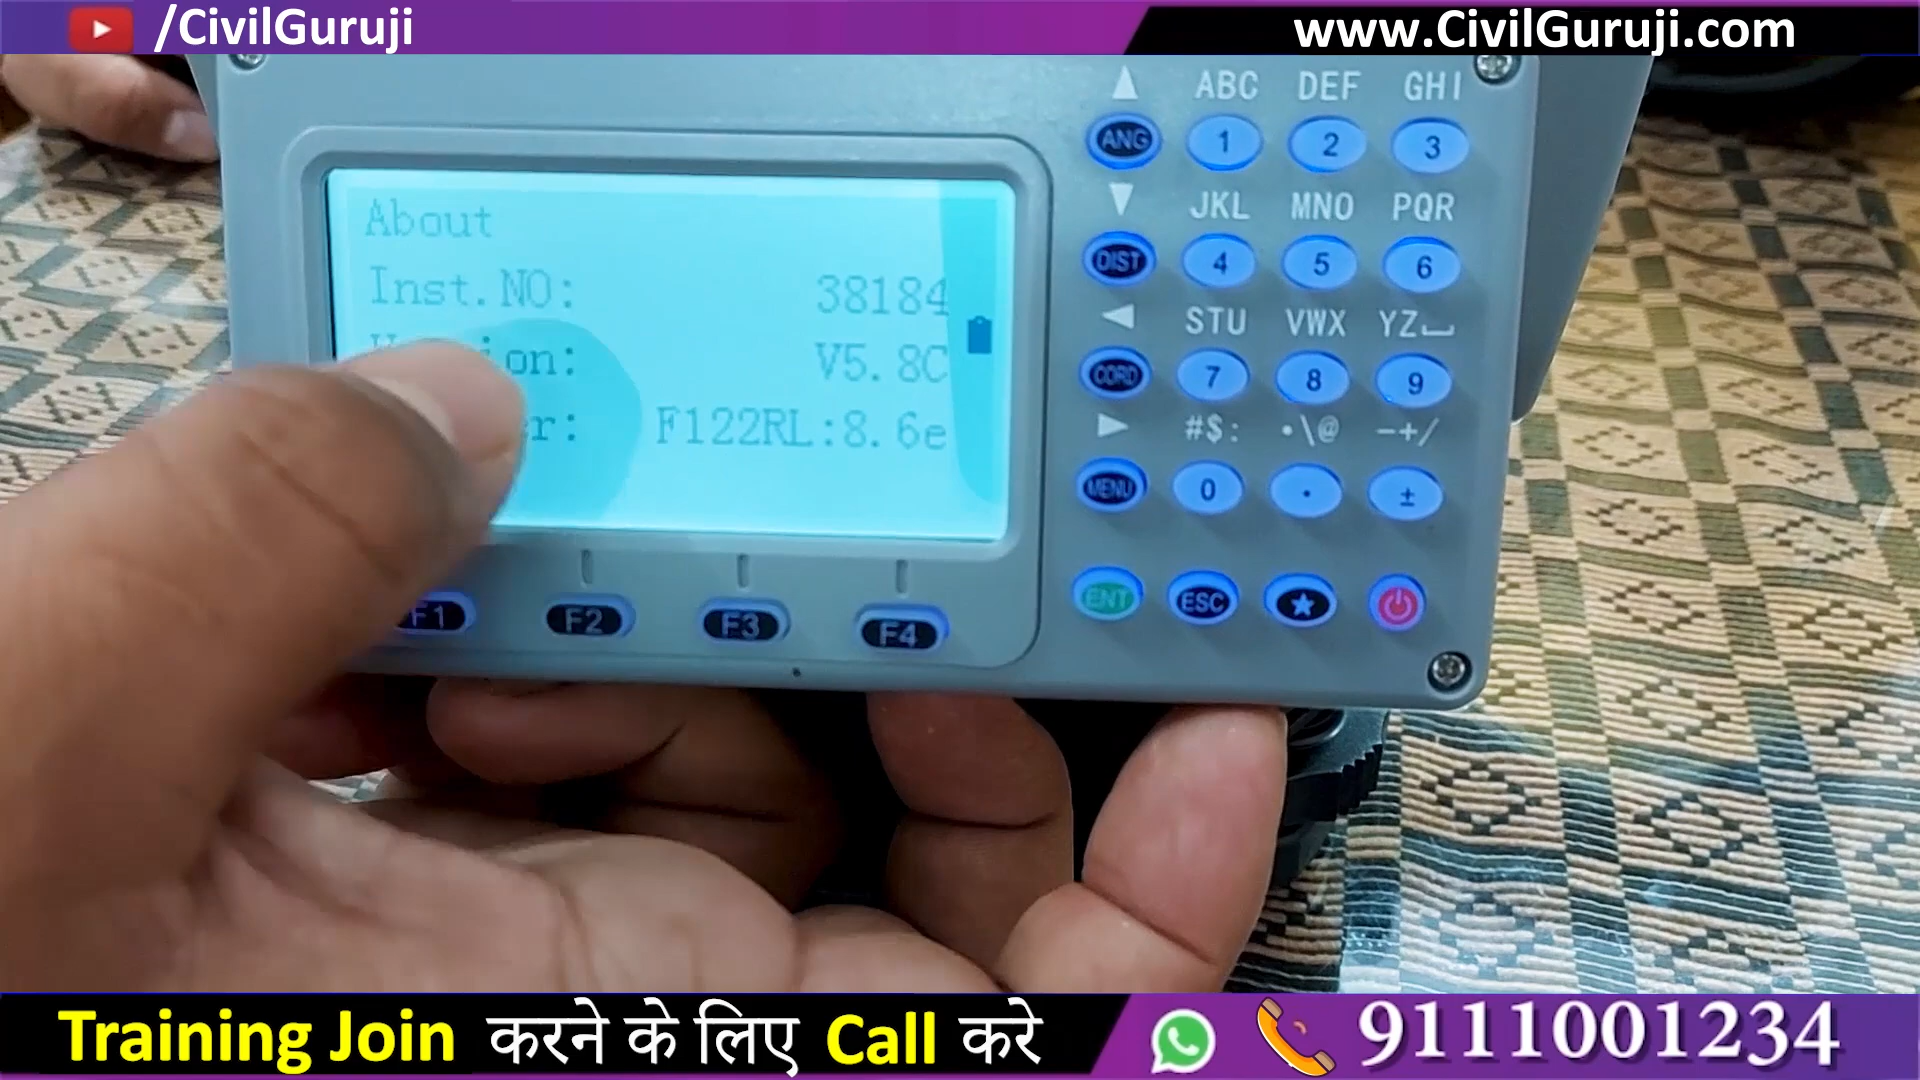 /CivilGuruji
www.CivilGuruji.com
About
Inst.NO: 38184
V5.8C
F122RL:8.6e
ANG
ABC DEF GHI
1 2 3
DIST
JKL MNO PQR
4 5 6
CORD
STU VWX YZ
7 8 9
MENU
#$: •\@ -+/
0 . ±
F1 F2 F3 F4
ENT ESC ★
Training Join करने के लिए Call करे
9111001234